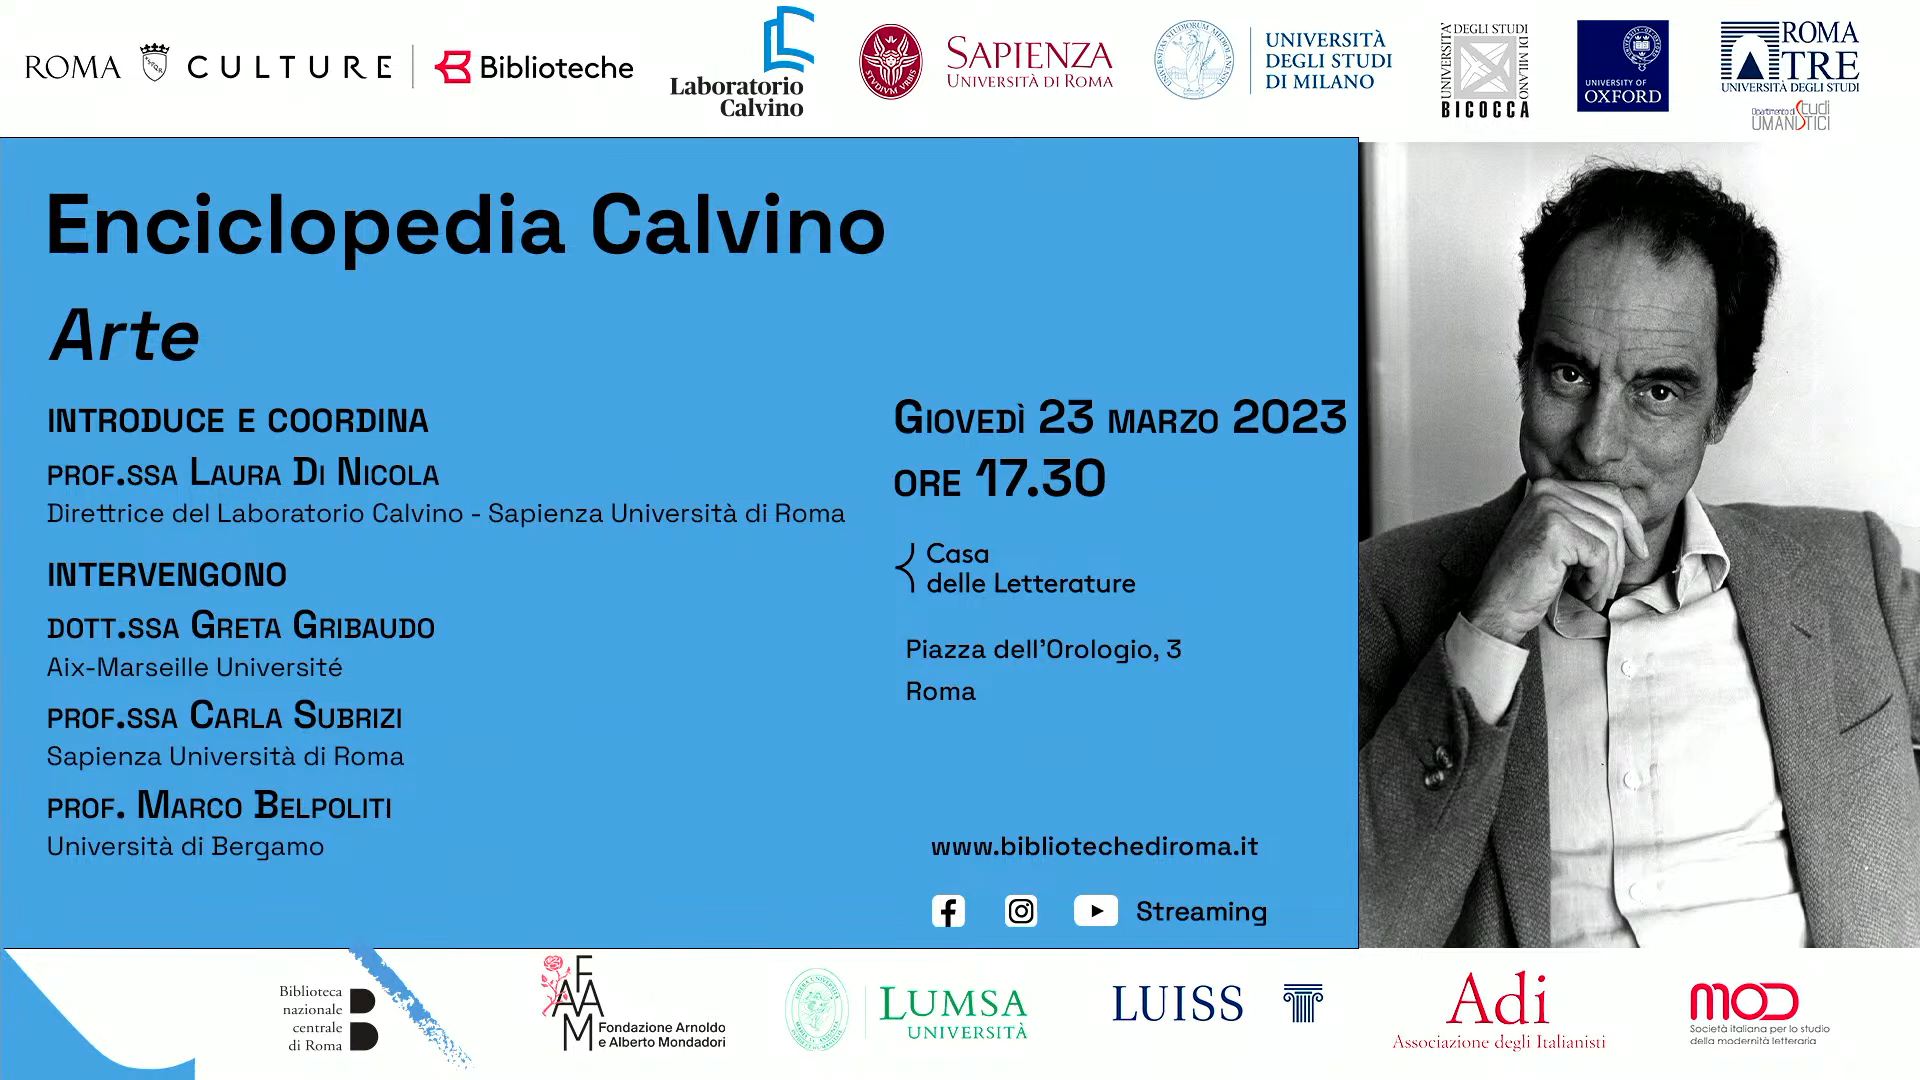 ROMA CULTURE Biblioteche
Laboratorio
Calvino
SAPIENZA
UNIVERSITÀ DI ROMA
UNIVERSITÀ
DEGLI STUDI
DI MILANO
UNIVERSITÀ
DEGLI STUDI
DI MILANO
BICOCCA
UNIVERSITY OF
OXFORD
ROMA
TRE
UNIVERSITÀ DEGLI STUDI
Dipartimento di Studi
UMANISTICI
Enciclopedia Calvino
Arte
INTRODUCE E COORDINA
PROF.SSA LAURA DI NICOLA
Direttrice del Laboratorio Calvino - Sapienza Università di Roma
INTERVENGONO
DOTT.SSA GRETA GRIBAUDO
Aix-Marseille Université
PROF.SSA CARLA SUBRIZI
Sapienza Università di Roma
PROF. MARCO BELPOLITI
Università di Bergamo
GIOVEDÌ 23 MARZO 2023
ORE 17.30
Casa
delle Letterature
Piazza dell'Orologio, 3
Roma
www.bibliotechediroma.it
Streaming
Biblioteca
nazionale
centrale
di Roma
FAAM
Fondazione Arnoldo
e Alberto Mondadori
LUMSA
UNIVERSITÀ
LUISS
Adi
Associazione degli Italianisti
MOD
Società italiana per lo studio
della modernità letteraria